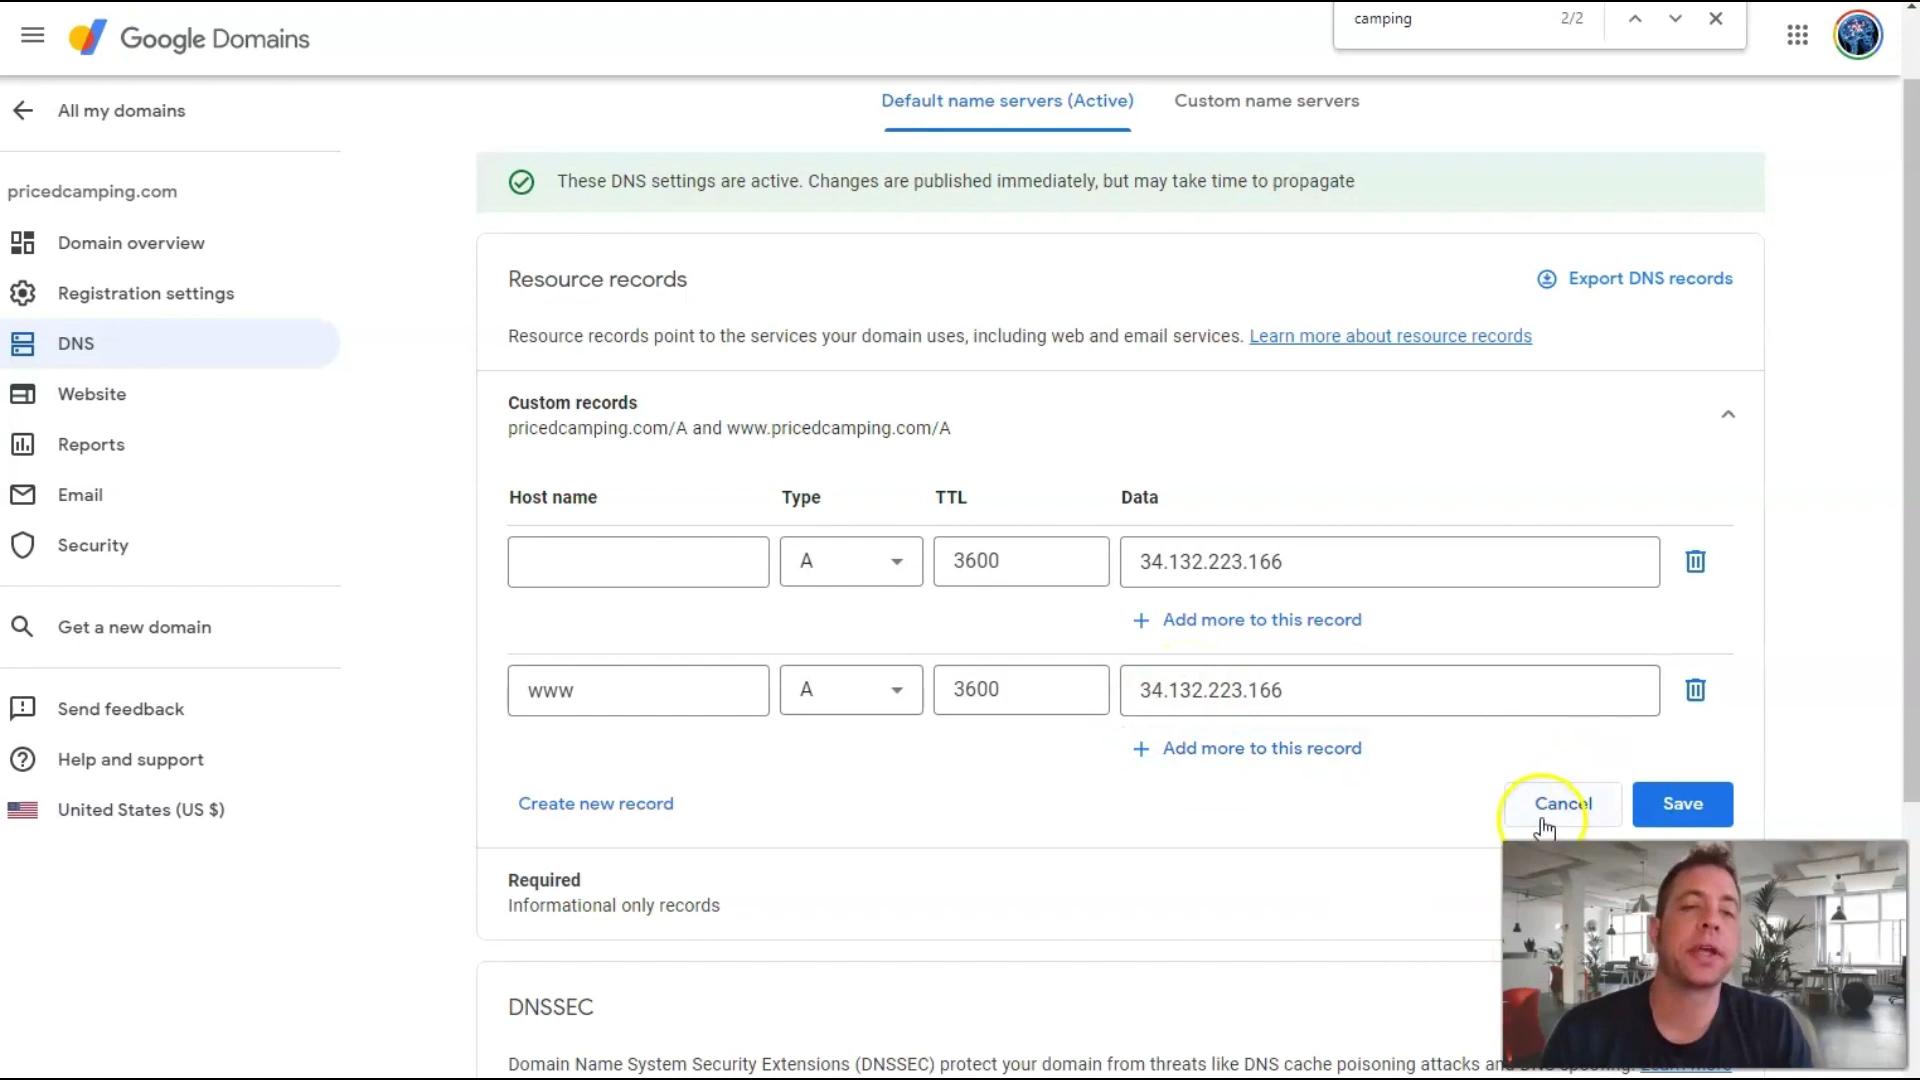 Google Domains
camping 2/2
All my domains
Default name servers (Active) Custom name servers
These DNS settings are active. Changes are published immediately, but may take time to propagate
pricedcamping.com
Domain overview
Registration settings
DNS
Website
Reports
Email
Security
Get a new domain
Send feedback
Help and support
United States (US $)
Resource records
Export DNS records
Resource records point to the services your domain uses, including web and email services. Learn more about resource records
Custom records
pricedcamping.com/A and www.pricedcamping.com/A
Host name Type TTL Data
A 3600 34.132.223.166
Add more to this record
www A 3600 34.132.223.166
Add more to this record
Create new record Cancel Save
Required
Informational only records
DNSSEC
Domain Name System Security Extensions (DNSSEC) protect your domain from threats like DNS cache poisoning attacks and DNS spoofing. Learn more